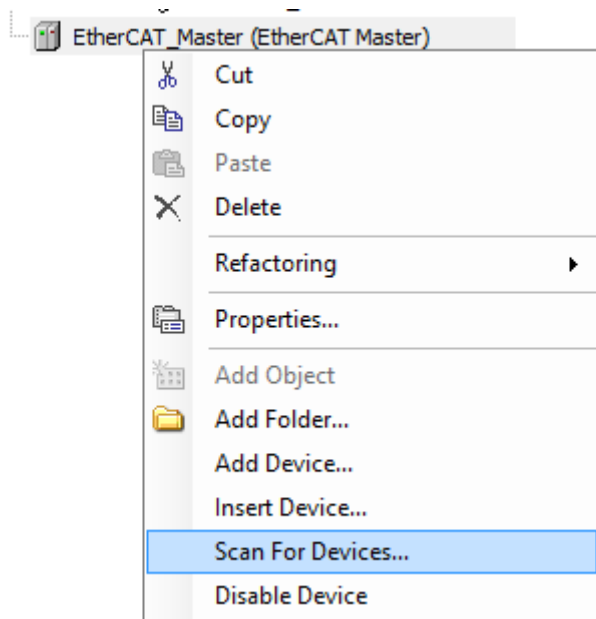 EtherCAT_Master (EtherCAT Master)
Cut
Copy
Paste
Delete
Refactoring
Properties...
Add Object
Add Folder...
Add Device...
Insert Device...
Scan For Devices...
Disable Device